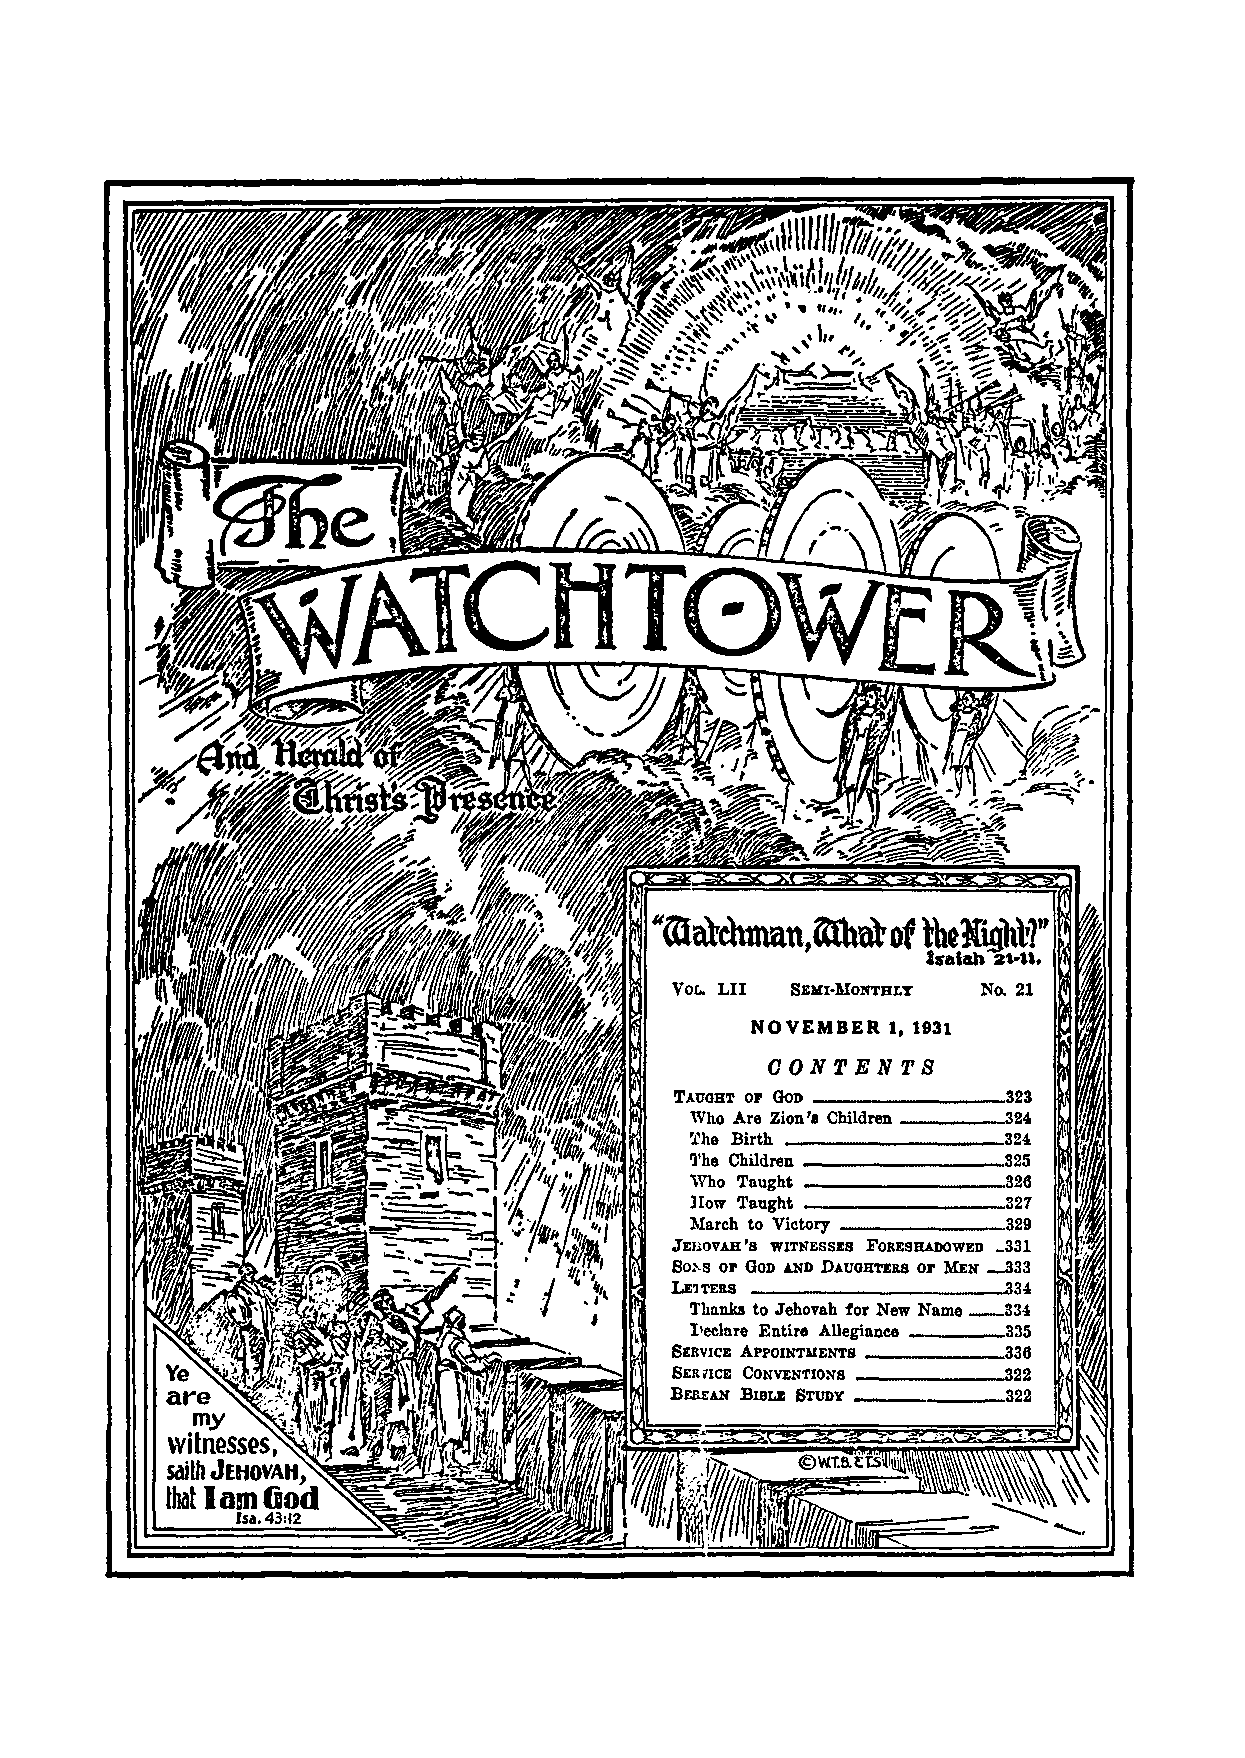 The
WATCHTOWER
And Herald of
Christ's Presence
"Watchman, What of the Night?"
Isaiah 21-11.
VOL. LII SEMI-MONTHLY No. 21
NOVEMBER 1, 1931
CONTENTS
TAUGHT OF GOD 323
Who Are Zion's Children 324
The Birth 324
The Children 325
Who Taught 326
How Taught 327
March to Victory 329
JEHOVAH'S WITNESSES FORESHADOWED 331
SONS OF GOD AND DAUGHTERS OF MEN 333
LETTERS 334
Thanks to Jehovah for New Name 334
Declare Entire Allegiance 335
SERVICE APPOINTMENTS 336
SERVICE CONVENTIONS 322
BEREAN BIBLE STUDY 322
©W.T.B.&T.S.
Ye
are
my
witnesses,
saith JEHOVAH,
that I am God
Isa. 43:12